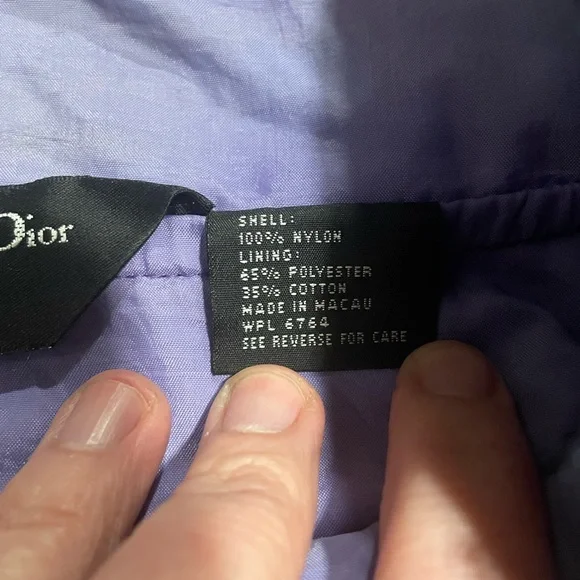 Dior
SHELL:
100% NYLON
LINING:
65% POLYESTER
35% COTTON
MADE IN MACAU
WPL 6764
SEE REVERSE FOR CARE